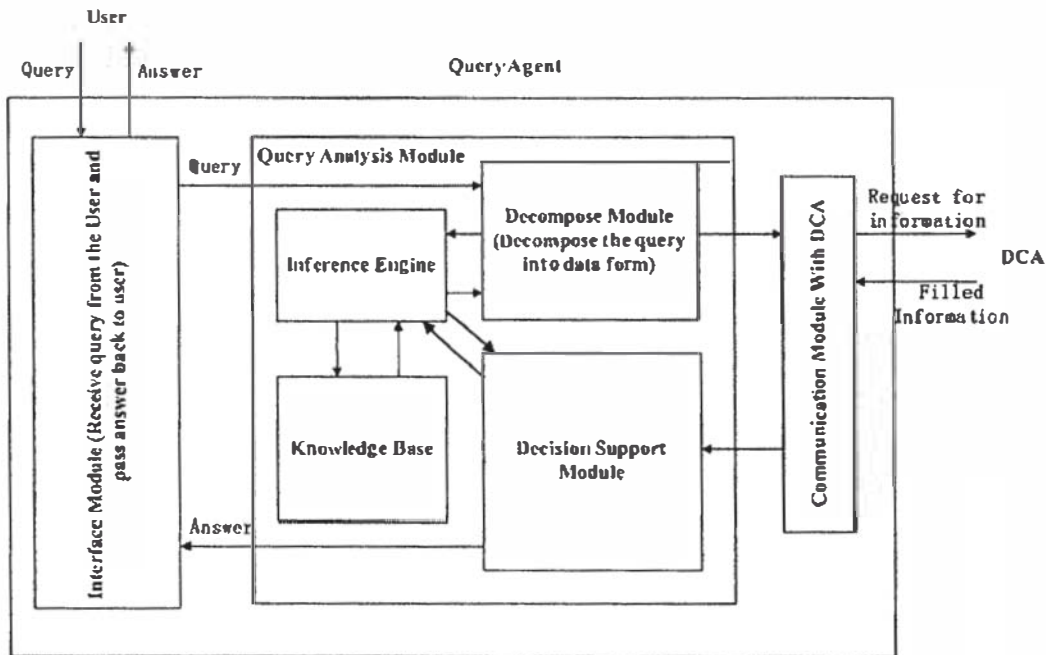 User
Query
Answer
Query Agent
Interface Module (Receive query from the User and
pass answer back to user)
Query
Query Analysis Module
Decompose Module
(Decompose the query
into data form)
Inference Engine
Knowledge Base
Decision Support
Module
Answer
Communication Module With DCA
Request for
information
DCA
Filled
Information